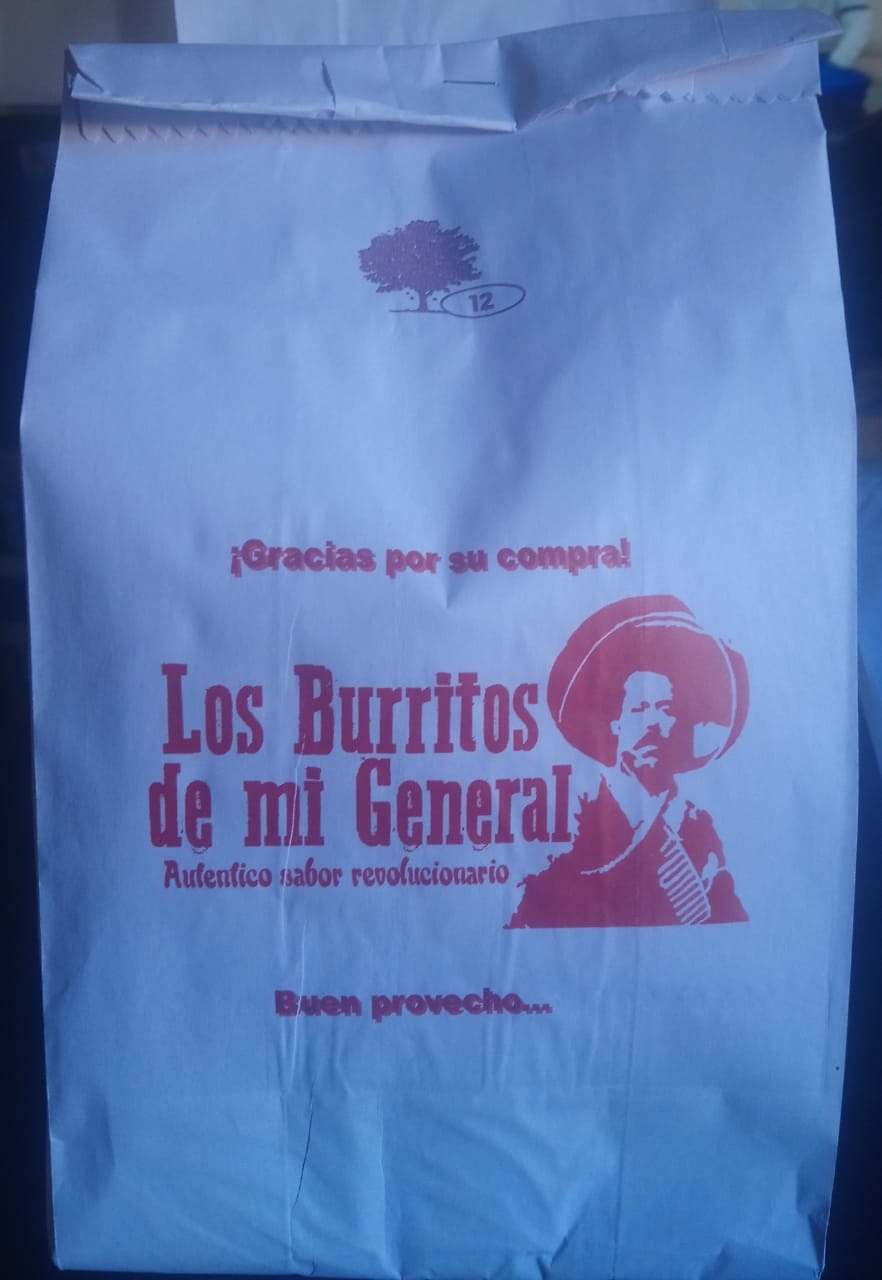 12
¡Gracias por su compra!
Los Burritos
de mi General
Autentico sabor revolucionario
Buen provecho...